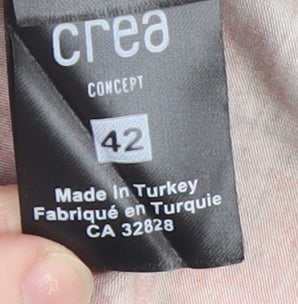 crea
CONCEPT
42
Made In Turkey
Fabriqué en Turquie
CA 32828